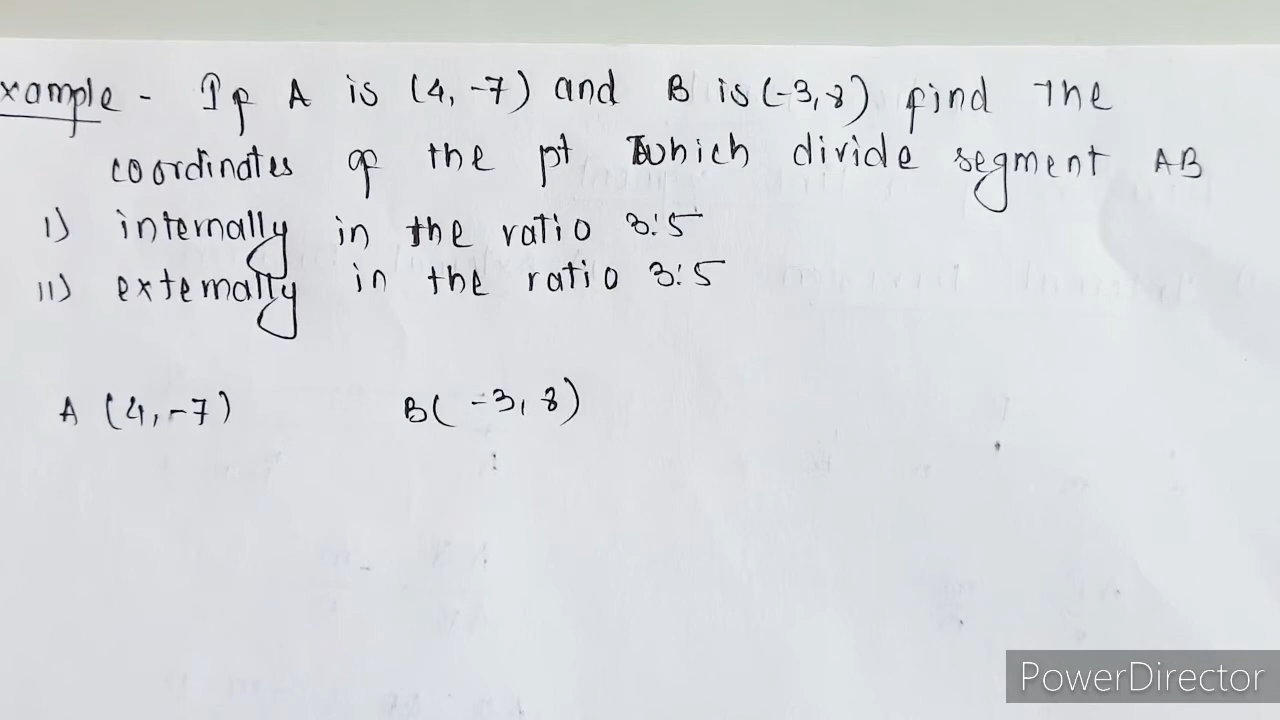 xample - If A is (4, -7) and B is (-3, 8) find the
coordinates of the pt which divide segment AB
i) internally in the ratio 3:5
ii) externally in the ratio 3:5
A (4, -7) B( -3, 8)
PowerDirector